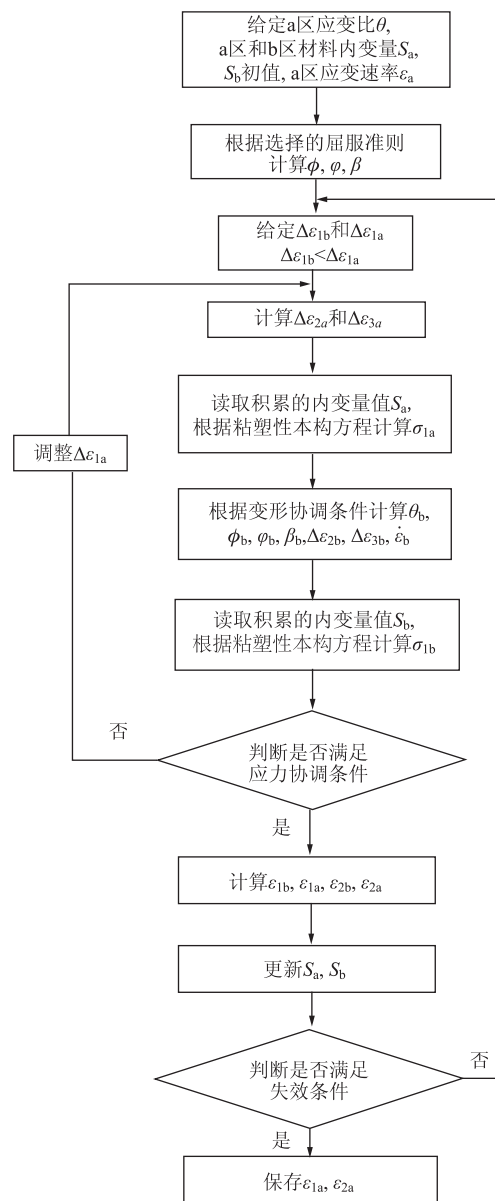 给定a区应变比θ,
a区和b区材料内变量Sa,
Sb初值, a区应变速率εa
根据选择的屈服准则
计算ϕ, φ, β
给定Δε1b和Δε1a
Δε1b<Δε1a
计算Δε2a和Δε3a
读取积累的内变量值Sa,
根据粘塑性本构方程计算σ1a
调整Δε1a
根据变形协调条件计算θb,
ϕb, φb, βb,Δε2b, Δε3b, ε̇b
读取积累的内变量值Sb,
根据粘塑性本构方程计算σ1b
否
判断是否满足
应力协调条件
是
计算ε1b, ε1a, ε2b, ε2a
更新Sa, Sb
判断是否满足
失效条件
否
是
保存ε1a, ε2a